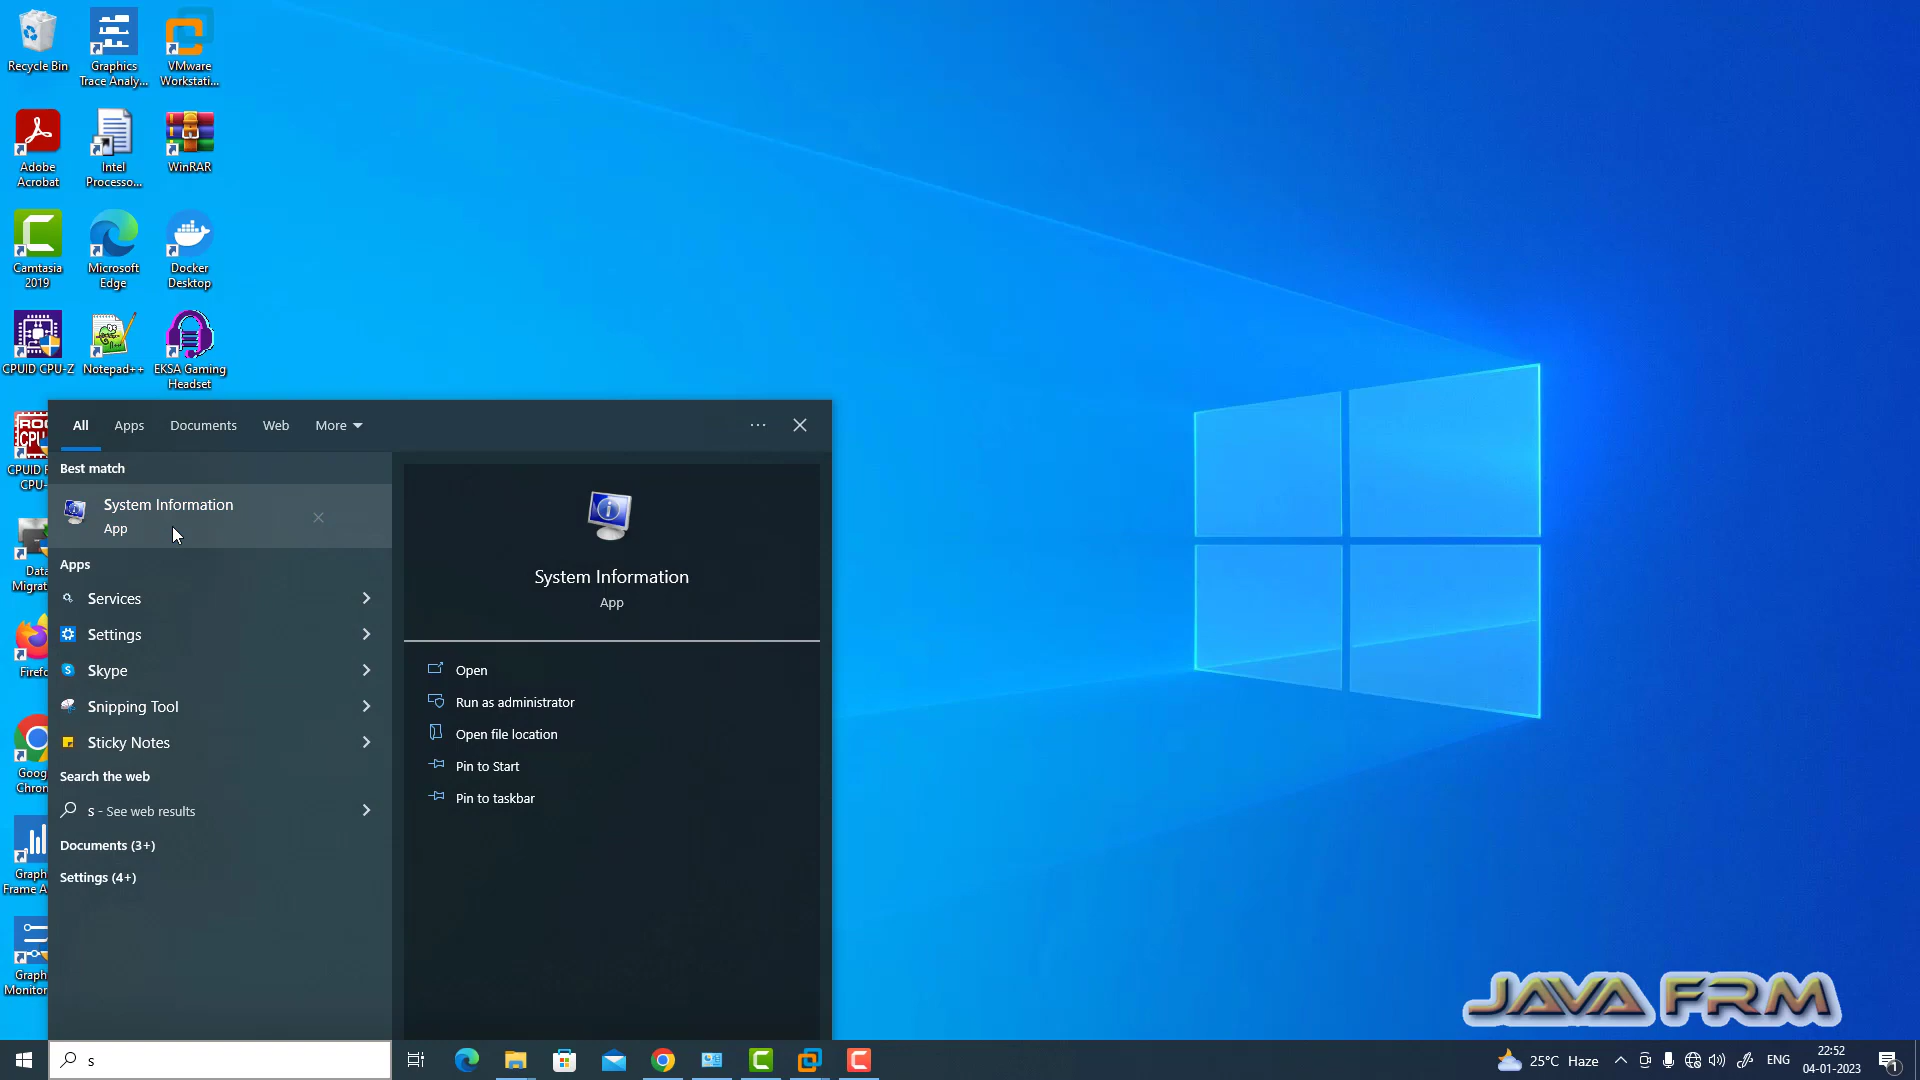 Recycle Bin
Graphics
Trace Analy...
VMware
Workstati...
Adobe
Acrobat
Intel
Processo...
WinRAR
Camtasia
2019
Microsoft
Edge
Docker
Desktop
CPUID CPU-Z
Notepad++
EKSA Gaming
Headset
CPUID
CPU-
Data
Migrat
Firefo
Goog
Chron
Graph
Frame A
Graph
Monitor
All
Apps
Documents
Web
More
Best match
System Information
App
Apps
Services
Settings
Skype
Snipping Tool
Sticky Notes
Search the web
s - See web results
Documents (3+)
Settings (4+)
System Information
App
Open
Run as administrator
Open file location
Pin to Start
Pin to taskbar
JAVA FRM
s
25°C Haze
ENG
22:52
04-01-2023
1